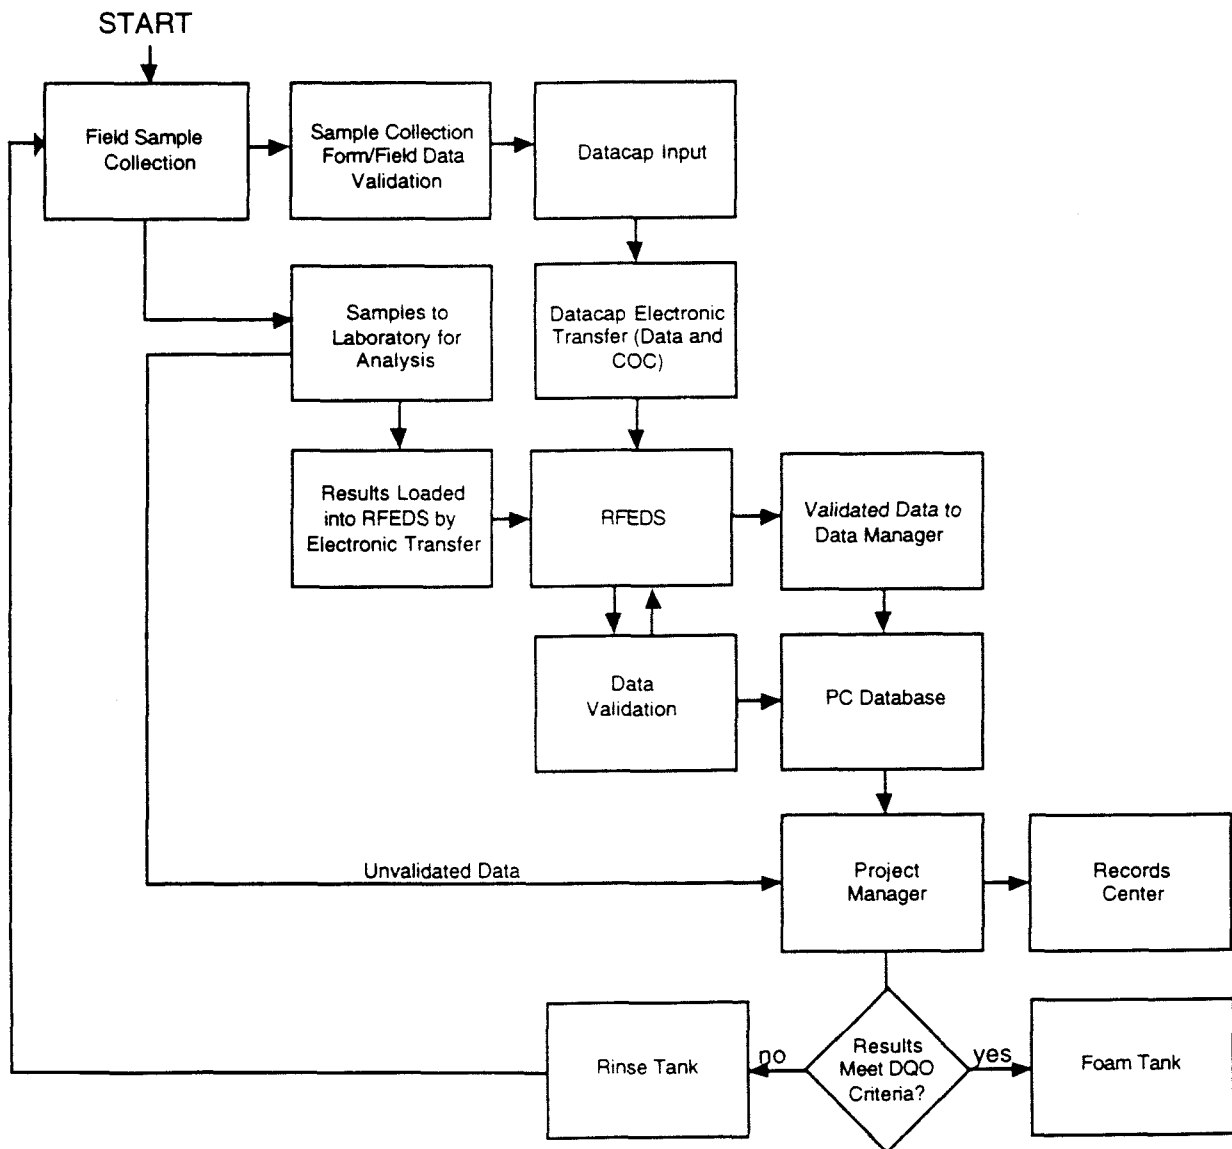 START
Field Sample
Collection
Sample Collection
Form/Field Data
Validation
Datacap Input
Samples to
Laboratory for
Analysis
Datacap Electronic
Transfer (Data and
COC)
Results Loaded
into RFEDS by
Electronic Transfer
RFEDS
Validated Data to
Data Manager
Data
Validation
PC Database
Unvalidated Data
Project
Manager
Records
Center
Rinse Tank
no
Results
Meet DQO
Criteria?
yes
Foam Tank